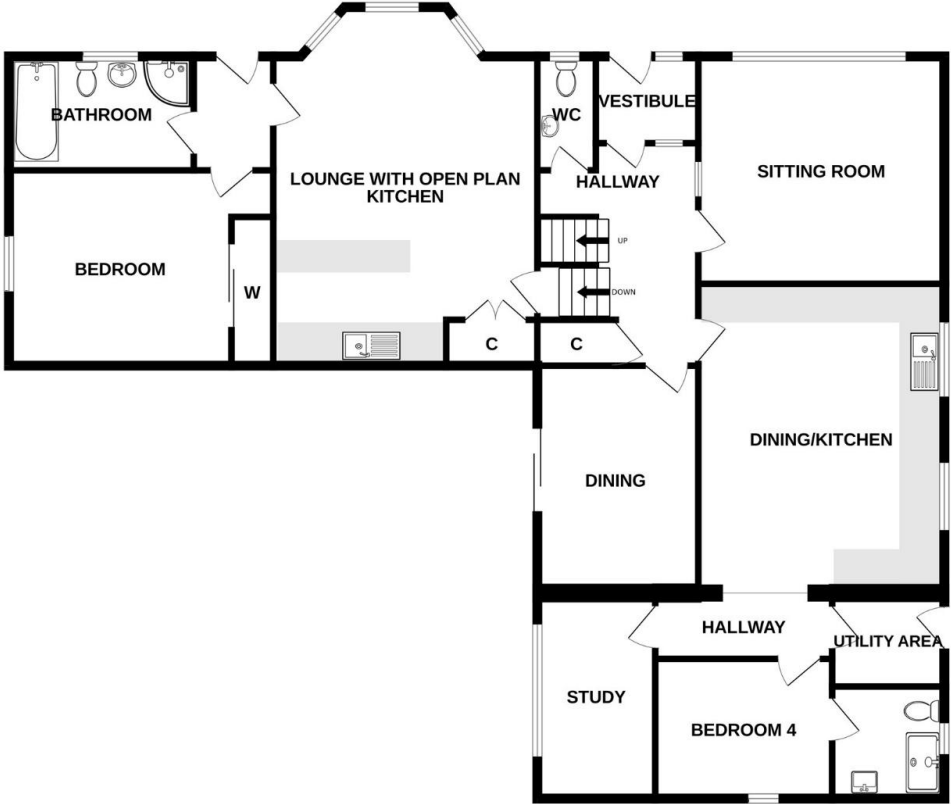 BATHROOM
WC
VESTIBULE
LOUNGE WITH OPEN PLAN
KITCHEN
HALLWAY
SITTING ROOM
UP
BEDROOM
W
DOWN
C
C
DINING/KITCHEN
DINING
HALLWAY
UTILITY AREA
STUDY
BEDROOM 4